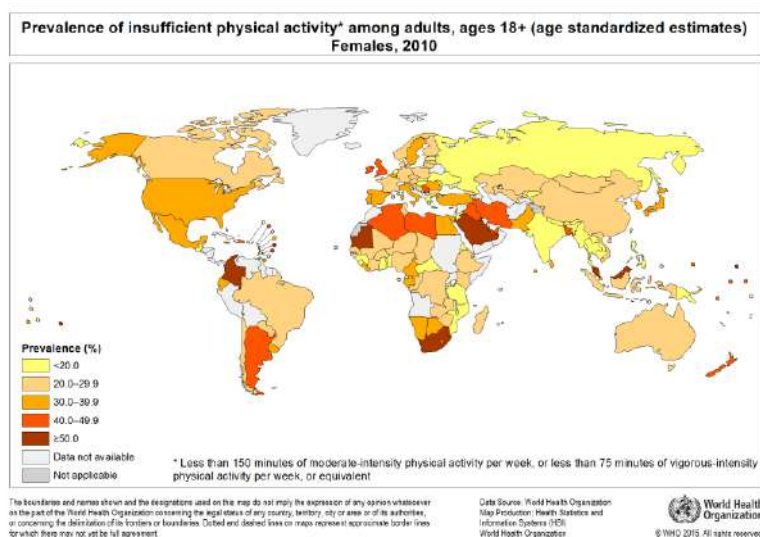 Prevalence of insufficient physical activity* among adults, ages 18+ (age standardized estimates)
Females, 2010
Prevalence (%)
<20.0
20.0–29.9
30.0–39.9
40.0–49.9
≥50.0
Data not available
Not applicable
* Less than 150 minutes of moderate-intensity physical activity per week, or less than 75 minutes of vigorous-intensity
physical activity per week, or equivalent
The boundaries and names shown and the designations used on this map do not imply the expression of any opinion whatsoever
on the part of the World Health Organization concerning the legal status of any country, territory, city or area or of its authorities,
or concerning the delimitation of its frontiers or boundaries. Dotted and dashed lines on maps represent approximate border lines
for which there may not yet be full agreement.
Data Source: World Health Organization
Map Production: Health Statistics and
Information Systems (HSI)
World Health Organization
World Health
Organization
© WHO 2015. All rights reserved.